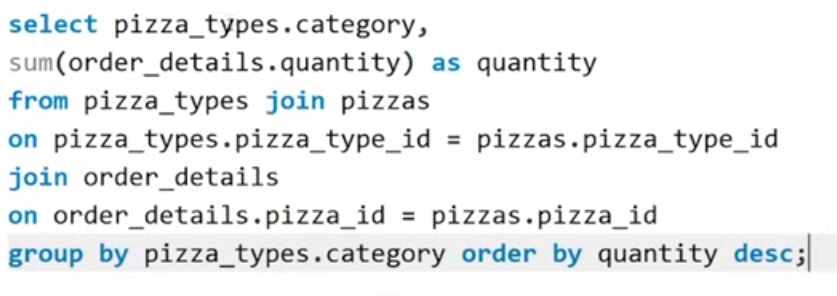 select pizza_types.category,
sum(order_details.quantity) as quantity
from pizza_types join pizzas
on pizza_types.pizza_type_id = pizzas.pizza_type_id
join order_details
on order_details.pizza_id = pizzas.pizza_id
group by pizza_types.category order by quantity desc;